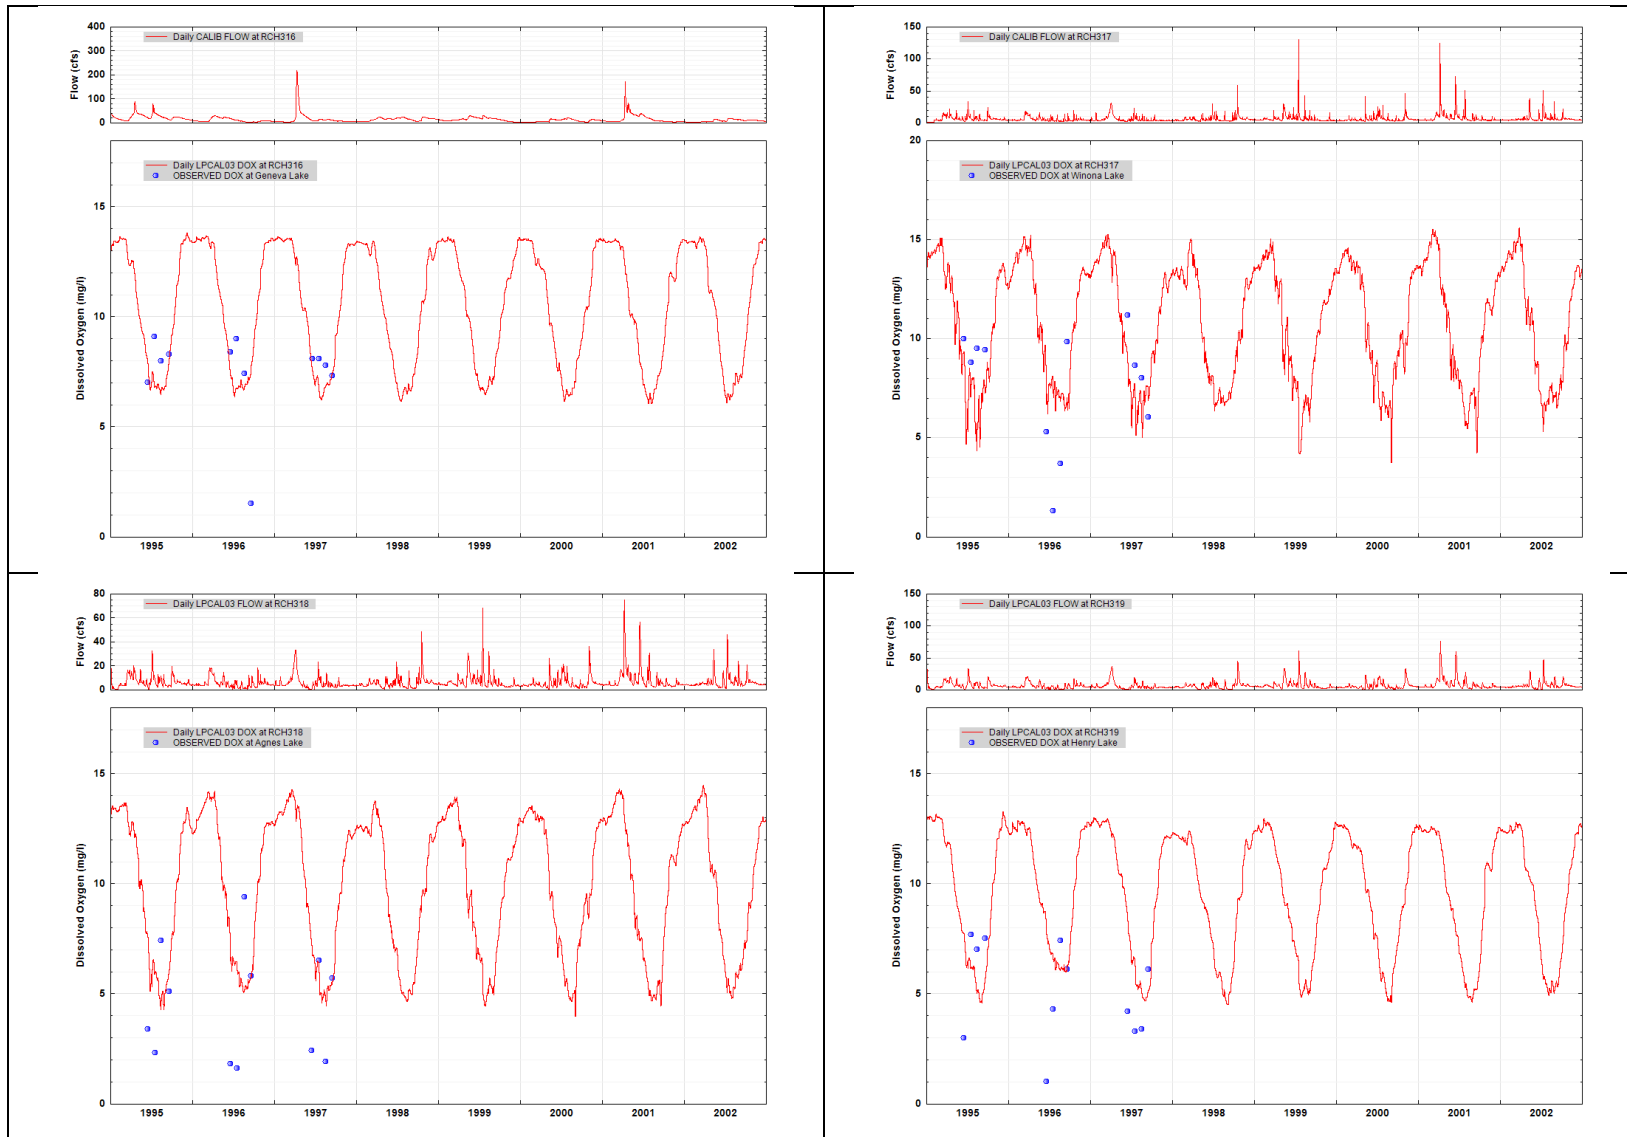 400
300
200
100
0
Flow (cfs)
Daily CALIB FLOW at RCH316
15
10
5
0
Dissolved Oxygen (mg/l)
Daily LPCAL03 DOX at RCH316
OBSERVED DOX at Geneva Lake
1995 1996 1997 1998 1999 2000 2001 2002
150
100
50
0
Flow (cfs)
Daily CALIB FLOW at RCH317
20
15
10
5
0
Dissolved Oxygen (mg/l)
Daily LPCAL03 DOX at RCH317
OBSERVED DOX at Winona Lake
1995 1996 1997 1998 1999 2000 2001 2002
80
60
40
20
0
Flow (cfs)
Daily LPCAL03 FLOW at RCH318
15
10
5
0
Dissolved Oxygen (mg/l)
Daily LPCAL03 DOX at RCH318
OBSERVED DOX at Agnes Lake
1995 1996 1997 1998 1999 2000 2001 2002
150
100
50
0
Flow (cfs)
Daily LPCAL03 FLOW at RCH319
15
10
5
0
Dissolved Oxygen (mg/l)
Daily LPCAL03 DOX at RCH319
OBSERVED DOX at Henry Lake
1995 1996 1997 1998 1999 2000 2001 2002